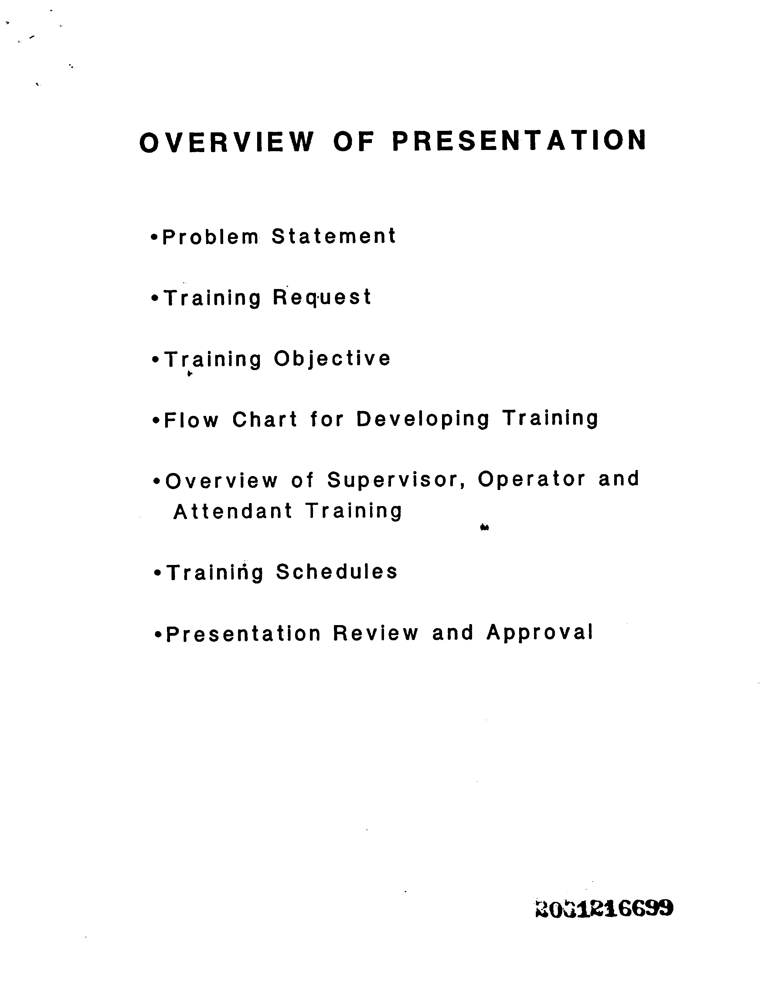 OVERVIEW OF PRESENTATION
•Problem Statement
•Training Request
•Training Objective
•Flow Chart for Developing Training
•Overview of Supervisor, Operator and
Attendant Training
•Training Schedules
•Presentation Review and Approval
2031216699